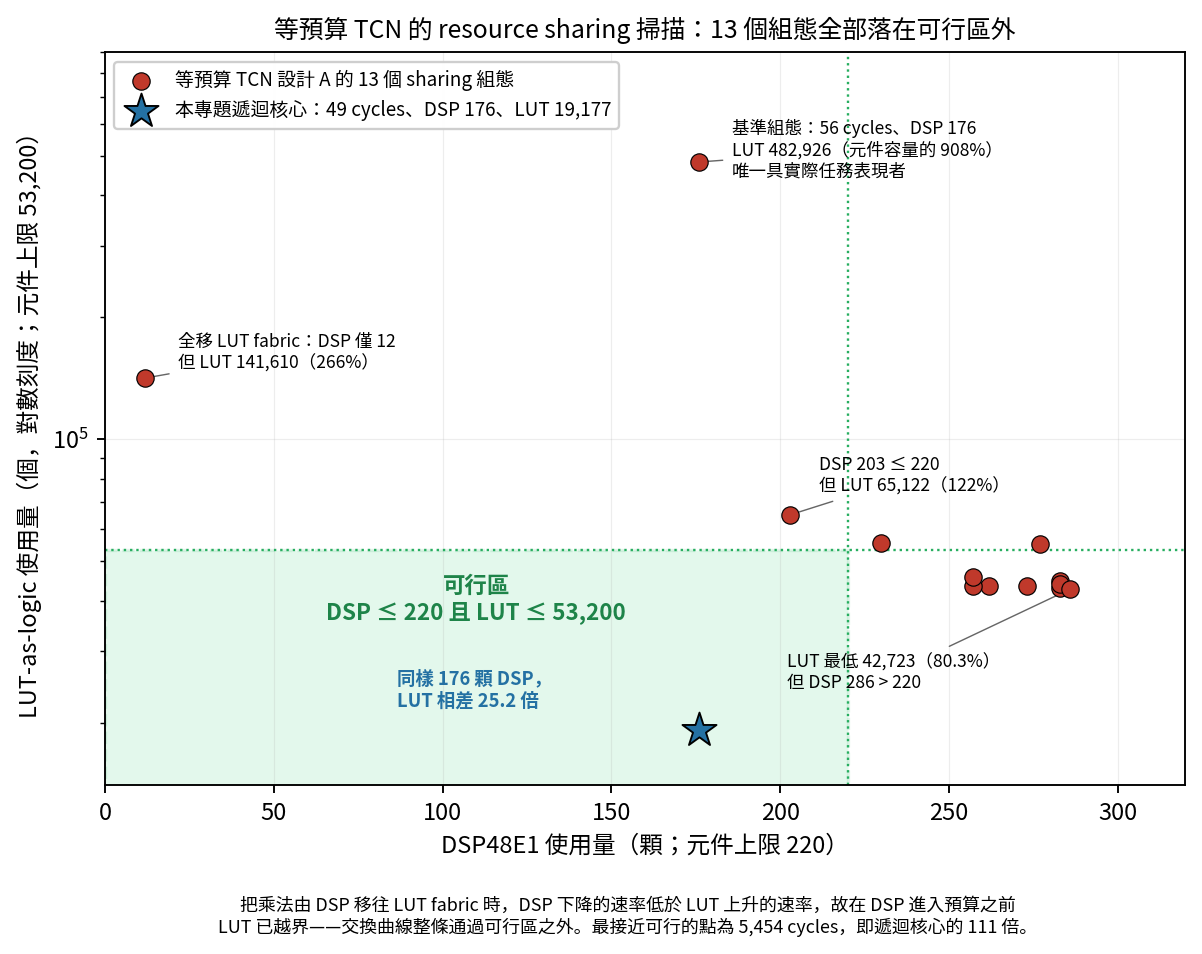 等預算 TCN 的 resource sharing 掃描：13 個組態全部落在可行區外
等預算 TCN 設計 A 的 13 個 sharing 組態
本專題遞迴核心：49 cycles、DSP 176、LUT 19,177
基準組態：56 cycles、DSP 176
LUT 482,926（元件容量的 908%）
唯一具實際任務表現者
全移 LUT fabric：DSP 僅 12
但 LUT 141,610（266%）
DSP 203 ≤ 220
但 LUT 65,122（122%）
可行區
DSP ≤ 220 且 LUT ≤ 53,200
同樣 176 顆 DSP，
LUT 相差 25.2 倍
LUT 最低 42,723（80.3%）
但 DSP 286 > 220
LUT-as-logic 使用量（個，對數刻度；元件上限 53,200）
10⁵
0 50 100 150 200 250 300
DSP48E1 使用量（顆；元件上限 220）
把乘法由 DSP 移往 LUT fabric 時，DSP 下降的速率低於 LUT 上升的速率，故在 DSP 進入預算之前
LUT 已越界——交換曲線整條通過可行區之外。最接近可行的點為 5,454 cycles，即遞迴核心的 111 倍。